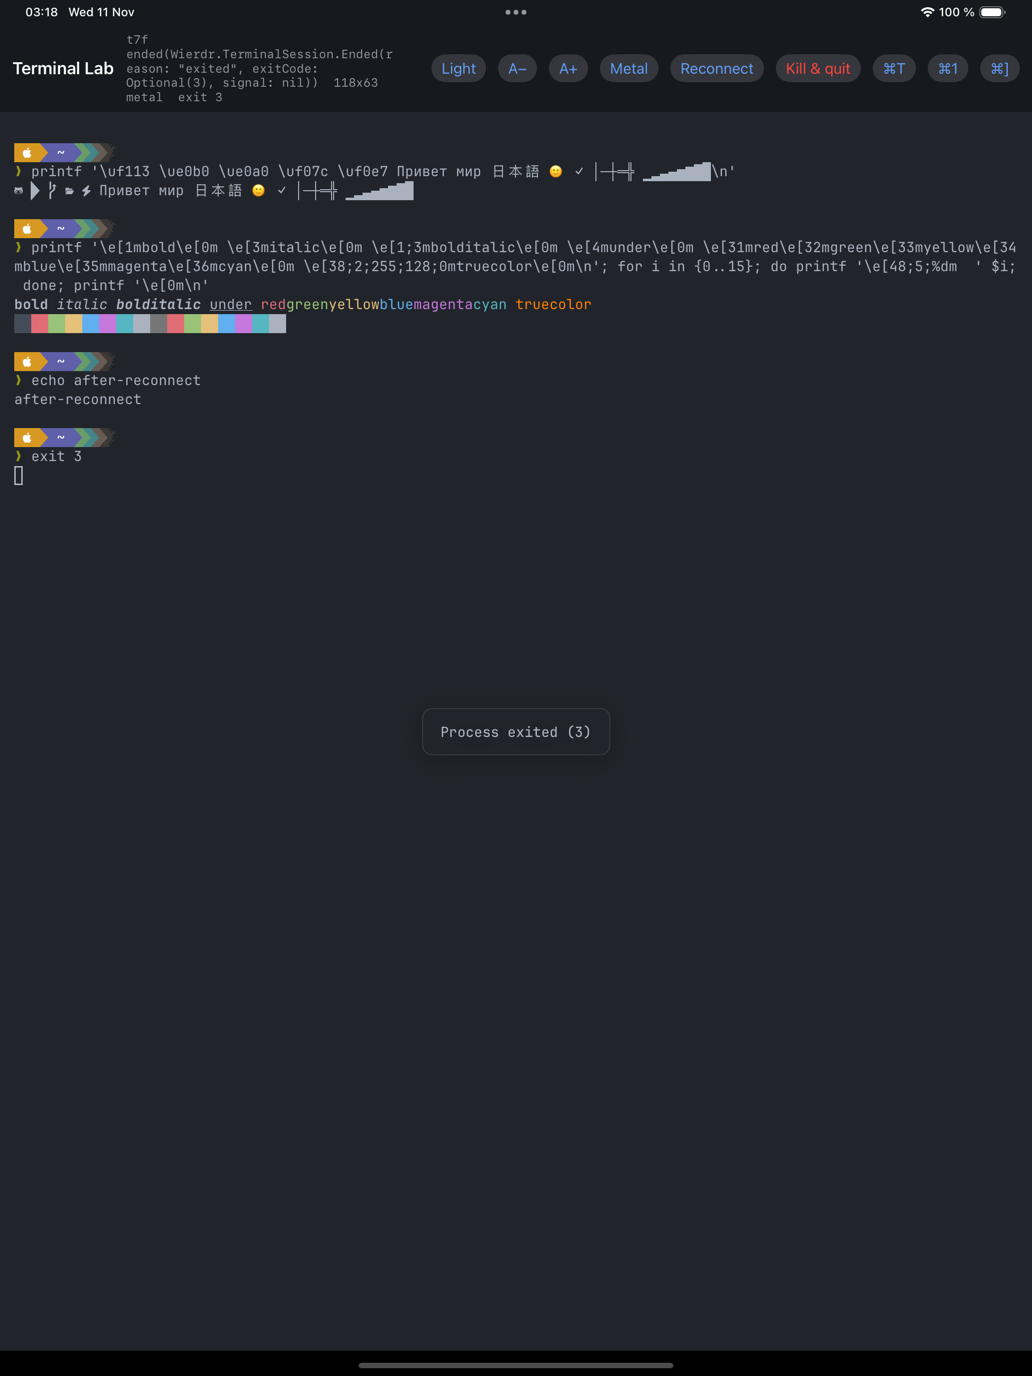 03:18 Wed 11 Nov
100 %
Terminal Lab
t7f
ended(Wierdr.TerminalSession.Ended(r
eason: "exited", exitCode:
Optional(3), signal: nil)) 118x63
metal exit 3
Light A− A+ Metal Reconnect Kill & quit ⌘T ⌘1 ⌘]
~
❯ printf '\uf113 \ue0b0 \ue0a0 \uf07c \uf0e7 Привет мир 日本語 🙂 ✓ │─┼═╬ ▁▂▃▄▅▆▇█\n'
Привет мир 日本語 🙂 ✓ │─┼═╬ ▁▂▃▄▅▆▇█
~
❯ printf '\e[1mbold\e[0m \e[3mitalic\e[0m \e[1;3mbolditalic\e[0m \e[4munder\e[0m \e[31mred\e[32mgreen\e[33myellow\e[34
mblue\e[35mmagenta\e[36mcyan\e[0m \e[38;2;255;128;0mtruecolor\e[0m\n'; for i in {0..15}; do printf '\e[48;5;%dm  ' $i;
done; printf '\e[0m\n'
bold italic bolditalic under redgreenyellowbluemagentacyan truecolor
~
❯ echo after-reconnect
after-reconnect
~
❯ exit 3
Process exited (3)